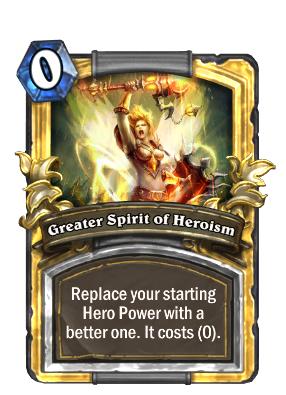 0
Greater Spirit of Heroism
Replace your starting
Hero Power with a
better one. It costs (0).